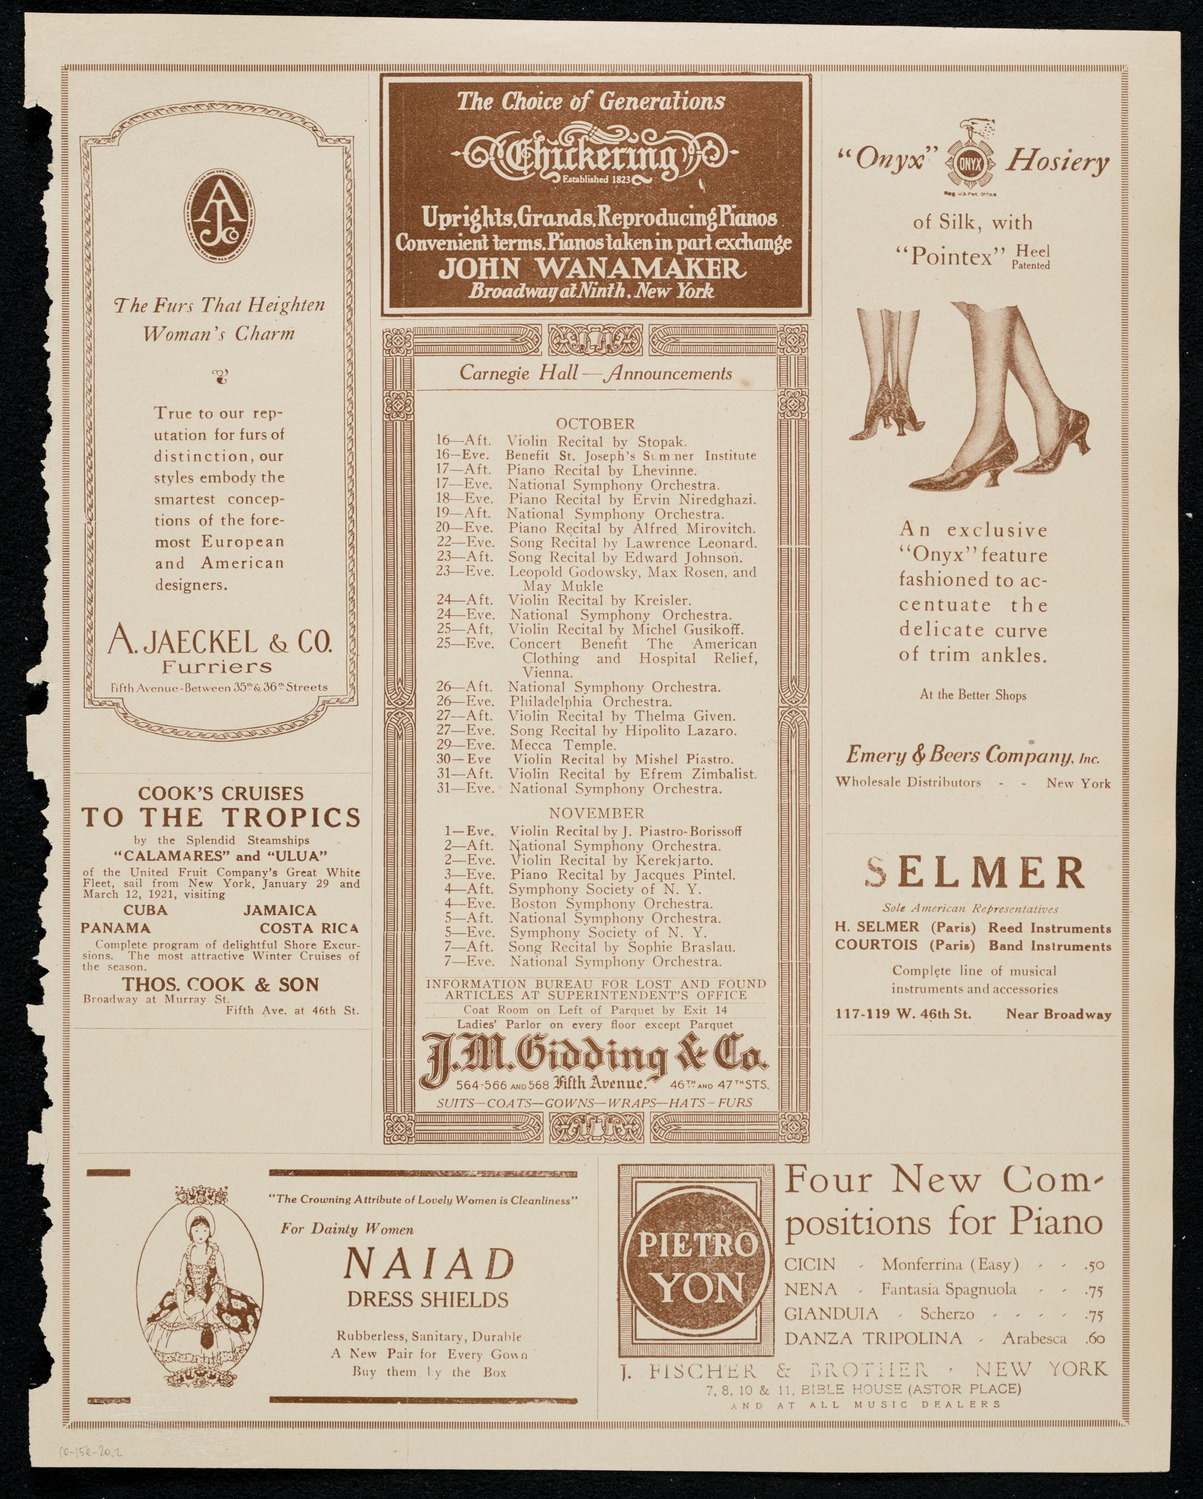 AJCo
The Furs That Heighten
Woman's Charm
True to our rep-
utation for furs of
distinction, our
styles embody the
smartest concep-
tions of the fore-
most European
and American
designers.
A. JAECKEL & CO.
Furriers
Fifth Avenue-Between 35th & 36th Streets
COOK'S CRUISES
TO THE TROPICS
by the Splendid Steamships
"CALAMARES" and "ULUA"
of the United Fruit Company's Great White
Fleet, sail from New York, January 29 and
March 12, 1921, visiting
CUBA JAMAICA
PANAMA COSTA RICA
Complete program of delightful Shore Excur-
sions. The most attractive Winter Cruises of
the season.
THOS. COOK & SON
Broadway at Murray St.
Fifth Ave. at 46th St.
The Choice of Generations
Chickering
Established 1823
Uprights, Grands, Reproducing Pianos
Convenient terms. Pianos taken in part exchange
JOHN WANAMAKER
Broadway at Ninth, New York
Carnegie Hall—Announcements
OCTOBER
16—Aft. Violin Recital by Stopak.
16—Eve. Benefit St. Joseph's Summer Institute
17—Aft. Piano Recital by Lhevinne.
17—Eve. National Symphony Orchestra.
18—Eve. Piano Recital by Ervin Niredghazi.
19—Aft. National Symphony Orchestra.
20—Eve. Piano Recital by Alfred Mirovitch.
22—Eve. Song Recital by Lawrence Leonard.
23—Aft. Song Recital by Edward Johnson.
23—Eve. Leopold Godowsky, Max Rosen, and
May Mukle
24—Aft. Violin Recital by Kreisler.
24—Eve. National Symphony Orchestra.
25—Aft. Violin Recital by Michel Gusikoff.
25—Eve. Concert Benefit The American
Clothing and Hospital Relief,
Vienna.
26—Aft. National Symphony Orchestra.
26—Eve. Philadelphia Orchestra.
27—Aft. Violin Recital by Thelma Given.
27—Eve. Song Recital by Hipolito Lazaro.
29—Eve. Mecca Temple.
30—Eve Violin Recital by Mishel Piastro.
31—Aft. Violin Recital by Efrem Zimbalist.
31—Eve. National Symphony Orchestra.
NOVEMBER
1—Eve. Violin Recital by J. Piastro-Borissoff
2—Aft. National Symphony Orchestra.
2—Eve. Violin Recital by Kerekjarto.
3—Eve. Piano Recital by Jacques Pintel.
4—Aft. Symphony Society of N. Y.
4—Eve. Boston Symphony Orchestra.
5—Aft. National Symphony Orchestra.
5—Eve. Symphony Society of N. Y.
7—Aft. Song Recital by Sophie Braslau.
7—Eve. National Symphony Orchestra.
INFORMATION BUREAU FOR LOST AND FOUND
ARTICLES AT SUPERINTENDENT'S OFFICE
Coat Room on Left of Parquet by Exit 14
Ladies' Parlor on every floor except Parquet
J.M. Gidding & Co.
564-566 AND 568 Fifth Avenue. 46TH AND 47TH STS.
SUITS—COATS—GOWNS—WRAPS—HATS–FURS
"Onyx" ONYX Hosiery
Reg. U.S. Pat. Office
of Silk, with
"Pointex" Heel
Patented
An exclusive
"Onyx" feature
fashioned to ac-
centuate the
delicate curve
of trim ankles.
At the Better Shops
Emery & Beers Company, Inc.
Wholesale Distributors - - New York
SELMER
Sole American Representatives
H. SELMER (Paris) Reed Instruments
COURTOIS (Paris) Band Instruments
Complete line of musical
instruments and accessories
117-119 W. 46th St. Near Broadway
"The Crowning Attribute of Lovely Women is Cleanliness"
For Dainty Women
NAIAD
DRESS SHIELDS
Rubberless, Sanitary, Durable
A New Pair for Every Gown
Buy them by the Box
PIETRO
YON
Four New Com-
positions for Piano
CICIN - Monferrina (Easy) - - .50
NENA - Fantasia Spagnuola - - .75
GIANDUIA Scherzo - - - - .75
DANZA TRIPOLINA - Arabesca .60
J. FISCHER & BROTHER · NEW YORK
7, 8, 10 & 11, BIBLE HOUSE (ASTOR PLACE)
AND AT ALL MUSIC DEALERS
10-15e-20.2